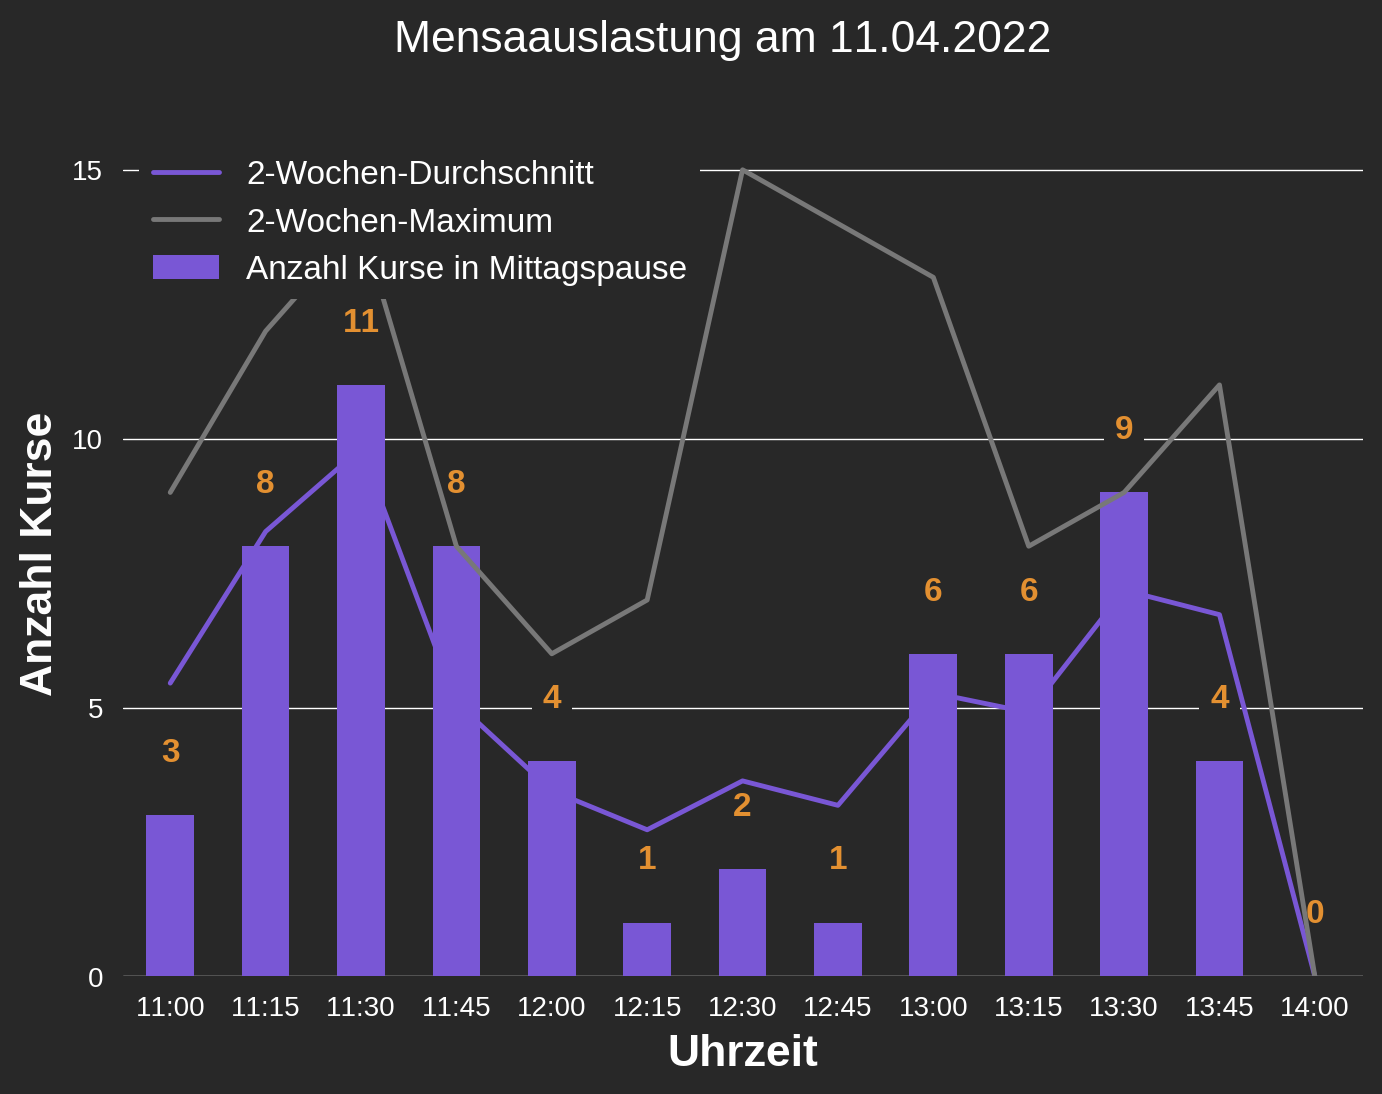 Mensaauslastung am 11.04.2022
2-Wochen-Durchschnitt
2-Wochen-Maximum
Anzahl Kurse in Mittagspause
Anzahl Kurse
15
10
5
0
3
8
11
8
4
1
2
1
6
6
9
4
0
11:00 11:15 11:30 11:45 12:00 12:15 12:30 12:45 13:00 13:15 13:30 13:45 14:00
Uhrzeit